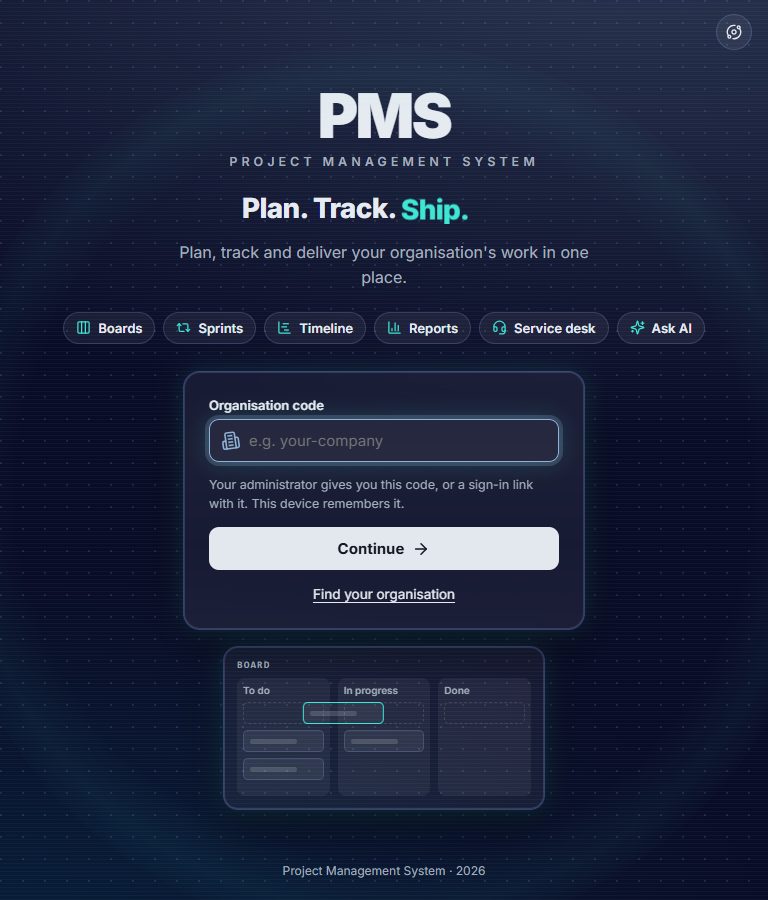 PMS
PROJECT MANAGEMENT SYSTEM
Plan. Track. Ship.
Plan, track and deliver your organisation's work in one
place.
Boards Sprints Timeline Reports Service desk Ask AI
Organisation code
e.g. your-company
Your administrator gives you this code, or a sign-in link
with it. This device remembers it.
Continue
Find your organisation
BOARD
To do In progress Done
Project Management System · 2026